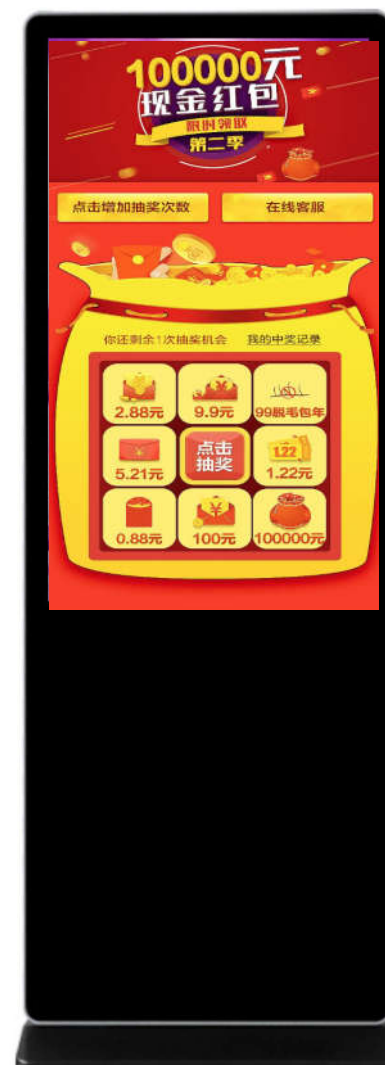 100000元
现金红包
限时领取
第二季
点击增加抽奖次数
在线客服
你还剩余1次抽奖机会
我的中奖记录
2.88元
9.9元
99脱毛包年
5.21元
点击
抽奖
1.22
1.22元
0.88元
100元
100000元